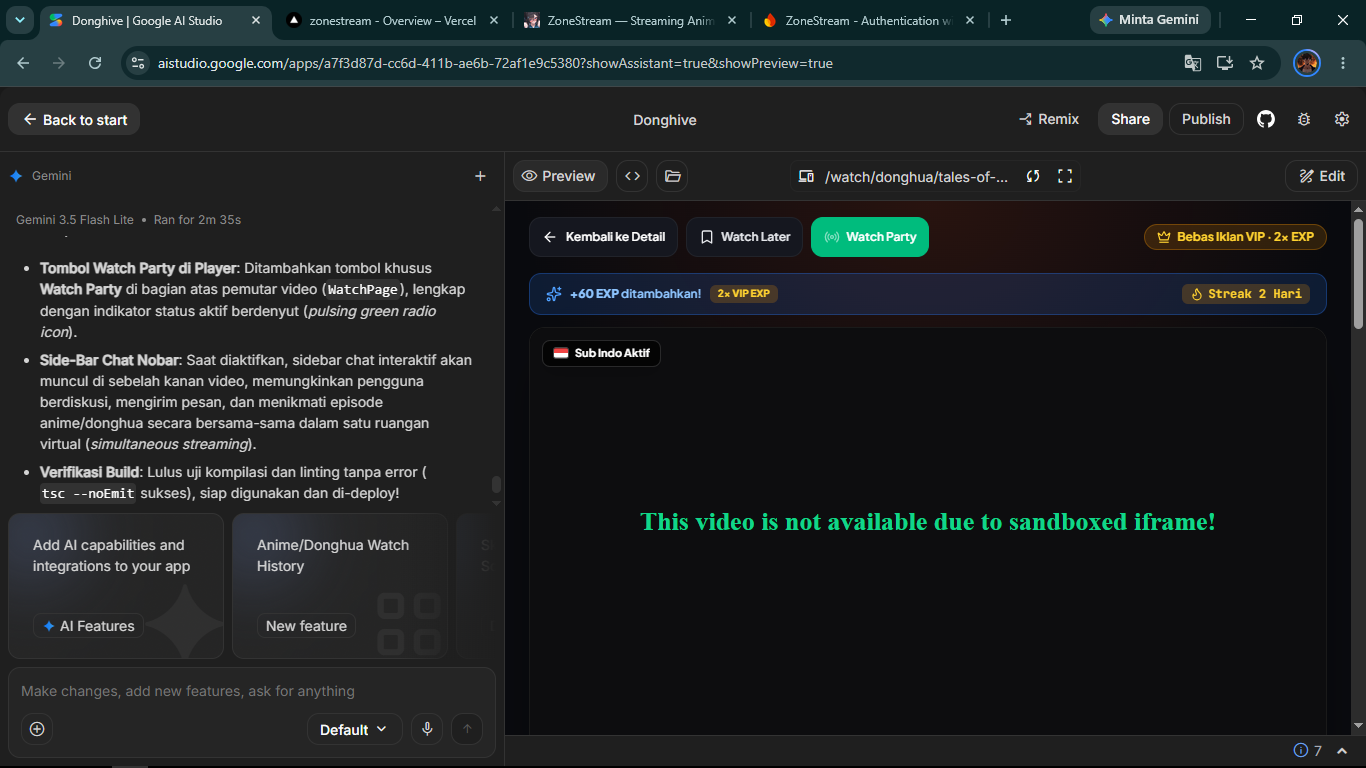 Donghive | Google AI Studio
zonestream - Overview – Vercel
ZoneStream — Streaming Anim
ZoneStream - Authentication w
Minta Gemini
aistudio.google.com/apps/a7f3d87d-cc6d-411b-ae6b-72af1e9c5380?showAssistant=true&showPreview=true
Back to start
Donghive
Remix
Share
Publish
Gemini
Preview
/watch/donghua/tales-of-...
Edit
Gemini 3.5 Flash Lite • Ran for 2m 35s
• Tombol Watch Party di Player: Ditambahkan tombol khusus
Watch Party di bagian atas pemutar video (WatchPage), lengkap
dengan indikator status aktif berdenyut (pulsing green radio
icon).
• Side-Bar Chat Nobar: Saat diaktifkan, sidebar chat interaktif akan
muncul di sebelah kanan video, memungkinkan pengguna
berdiskusi, mengirim pesan, dan menikmati episode
anime/donghua secara bersama-sama dalam satu ruangan
virtual (simultaneous streaming).
• Verifikasi Build: Lulus uji kompilasi dan linting tanpa error (
tsc --noEmit sukses), siap digunakan dan di-deploy!
Add AI capabilities and
integrations to your app
AI Features
Anime/Donghua Watch
History
New feature
Make changes, add new features, ask for anything
Default
Kembali ke Detail
Watch Later
Watch Party
Bebas Iklan VIP · 2x EXP
+60 EXP ditambahkan!
2x VIP EXP
Streak 2 Hari
Sub Indo Aktif
This video is not available due to sandboxed iframe!
7